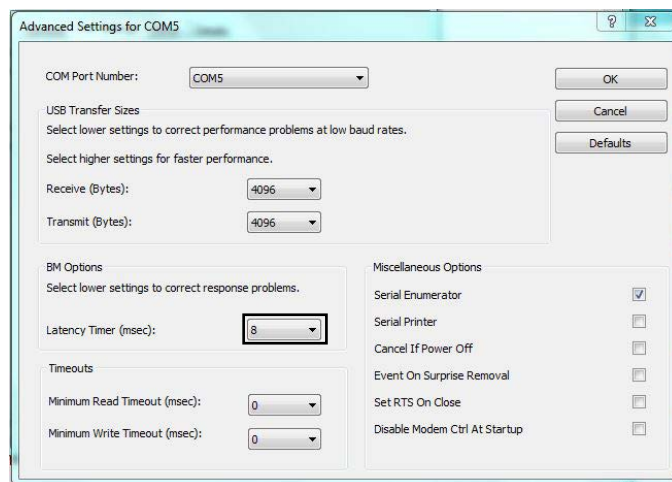 Advanced Settings for COM5
COM Port Number:
COM5
OK
Cancel
Defaults
USB Transfer Sizes
Select lower settings to correct performance problems at low baud rates.
Select higher settings for faster performance.
Receive (Bytes):
4096
Transmit (Bytes):
4096
BM Options
Select lower settings to correct response problems.
Latency Timer (msec):
8
Timeouts
Minimum Read Timeout (msec):
0
Minimum Write Timeout (msec):
0
Miscellaneous Options
Serial Enumerator
Serial Printer
Cancel If Power Off
Event On Surprise Removal
Set RTS On Close
Disable Modem Ctrl At Startup